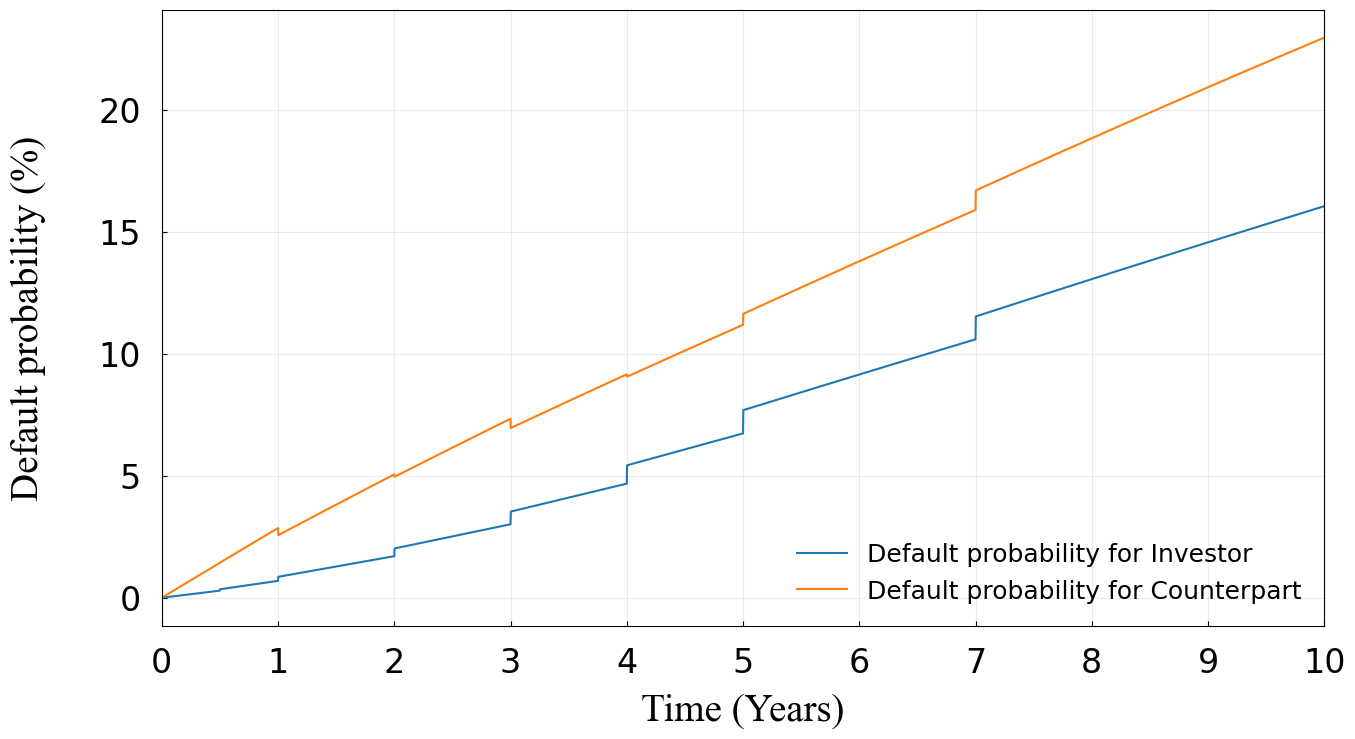 Default probability (%)
20
15
10
5
0
Default probability for Investor
Default probability for Counterpart
0 1 2 3 4 5 6 7 8 9 10
Time (Years)